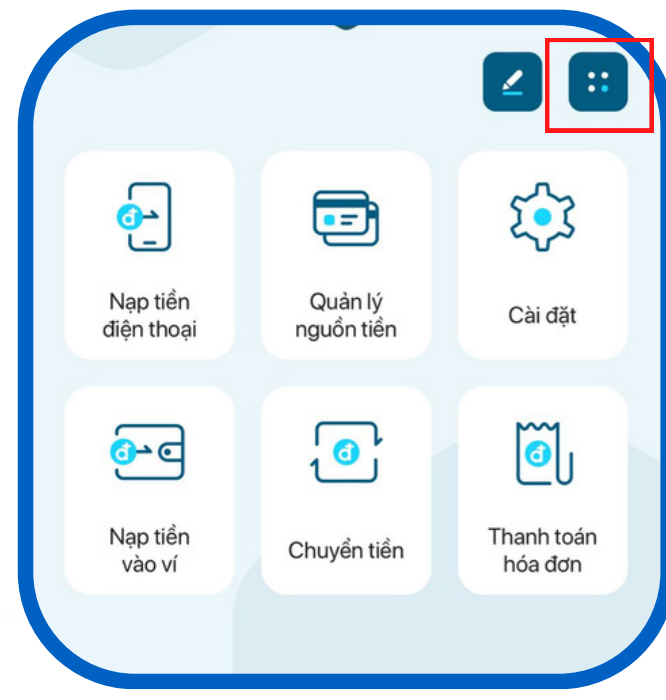 Nạp tiền
điện thoại
Quản lý
nguồn tiền
Cài đặt
Nạp tiền
vào ví
Chuyển tiền
Thanh toán
hóa đơn